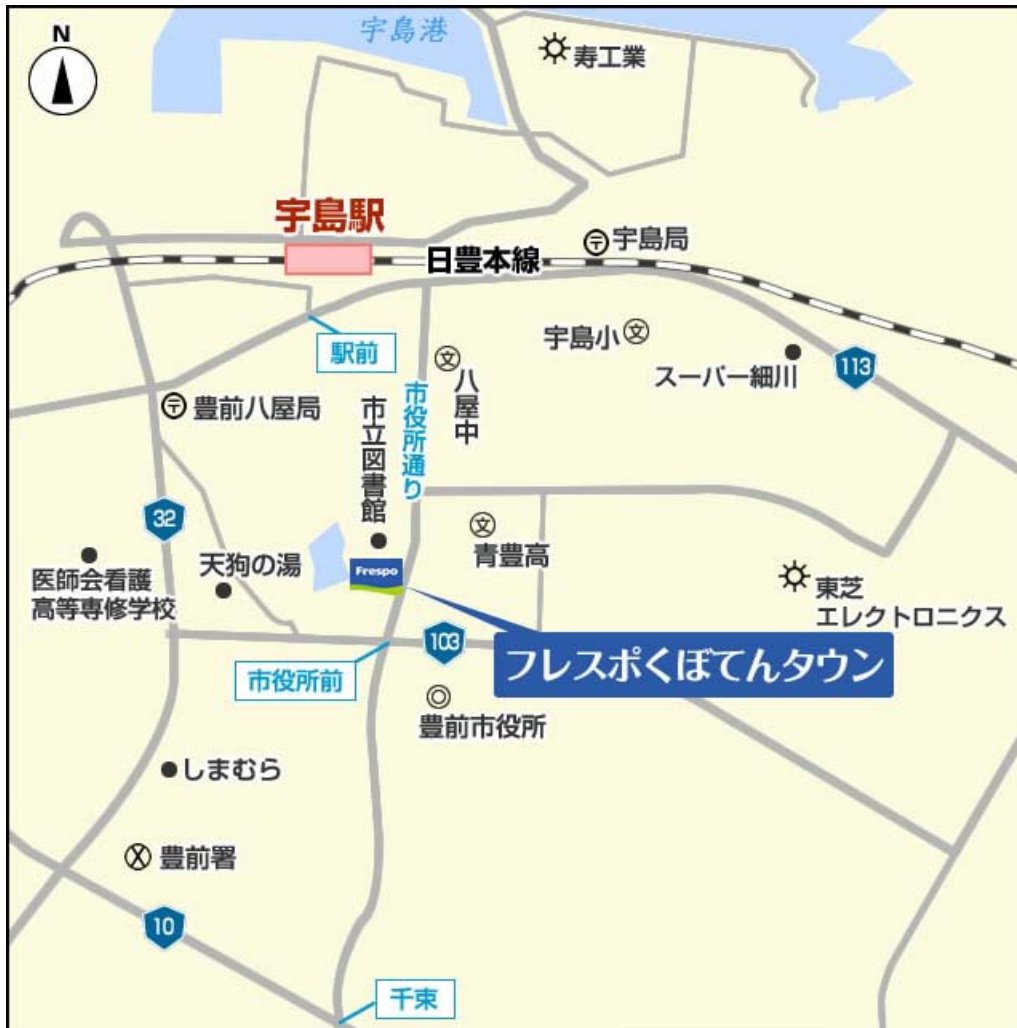 N
宇島港
寿工業
宇島駅
日豊本線
宇島局
駅前
宇島小
スーパー細川
113
八屋中
市役所通り
豊前八屋局
市立図書館
32
青豊高
医師会看護
高等専修学校
天狗の湯
Frespo
東芝
エレクトロニクス
103
フレスポくぼてんタウン
市役所前
豊前市役所
しまむら
豊前署
10
千束